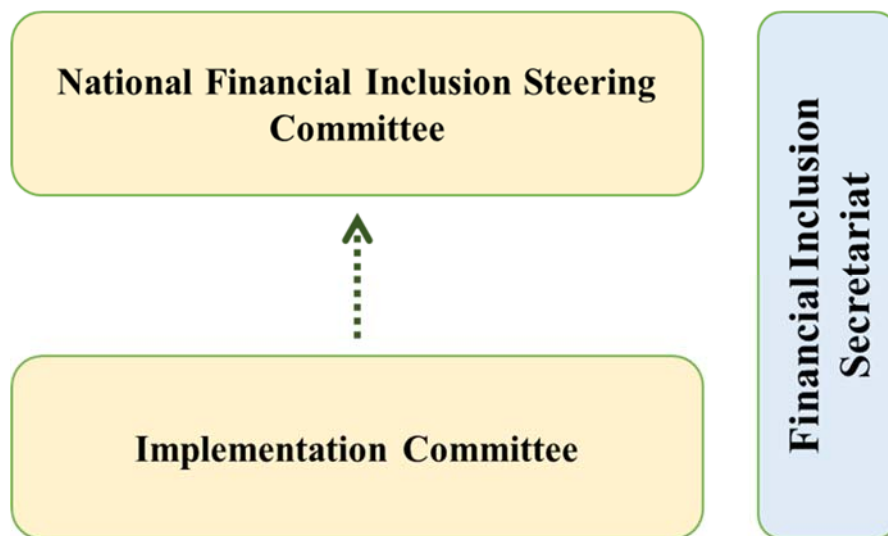 National Financial Inclusion Steering
Committee
Implementation Committee
Financial Inclusion
Secretariat